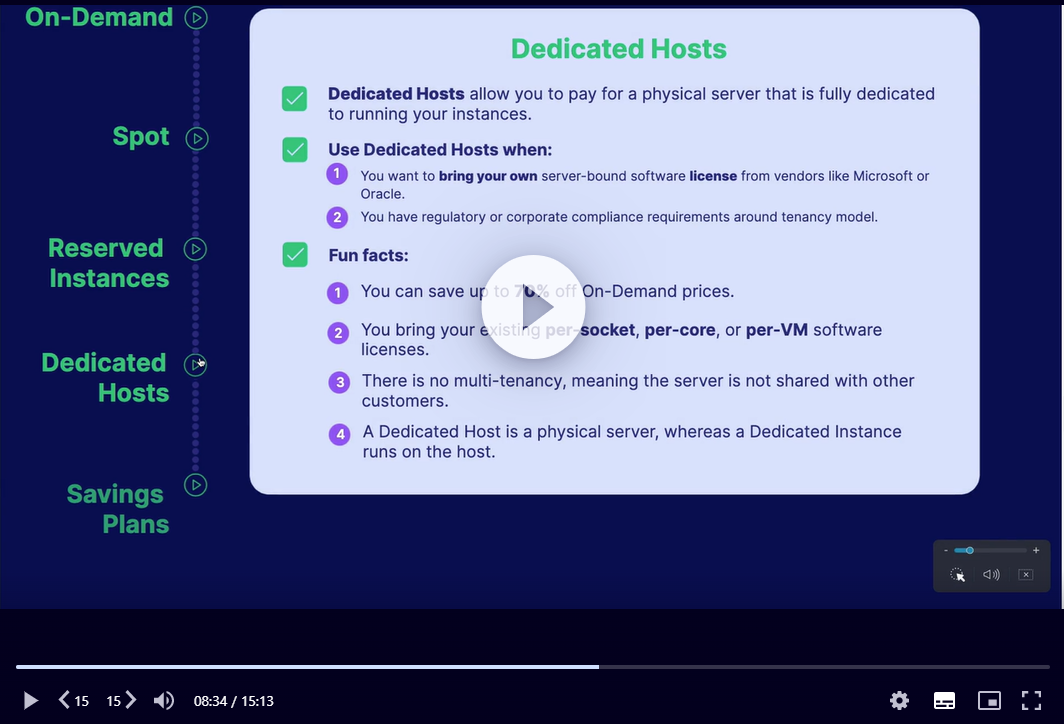 On-Demand
Spot
Reserved
Instances
Dedicated
Hosts
Savings
Plans
Dedicated Hosts
Dedicated Hosts allow you to pay for a physical server that is fully dedicated
to running your instances.
Use Dedicated Hosts when:
1 You want to bring your own server-bound software license from vendors like Microsoft or
Oracle.
2 You have regulatory or corporate compliance requirements around tenancy model.
Fun facts:
1 You can save up to 70% off On-Demand prices.
2 You bring your existing per-socket, per-core, or per-VM software
licenses.
3 There is no multi-tenancy, meaning the server is not shared with other
customers.
4 A Dedicated Host is a physical server, whereas a Dedicated Instance
runs on the host.
- +
15 15 08:34 / 15:13